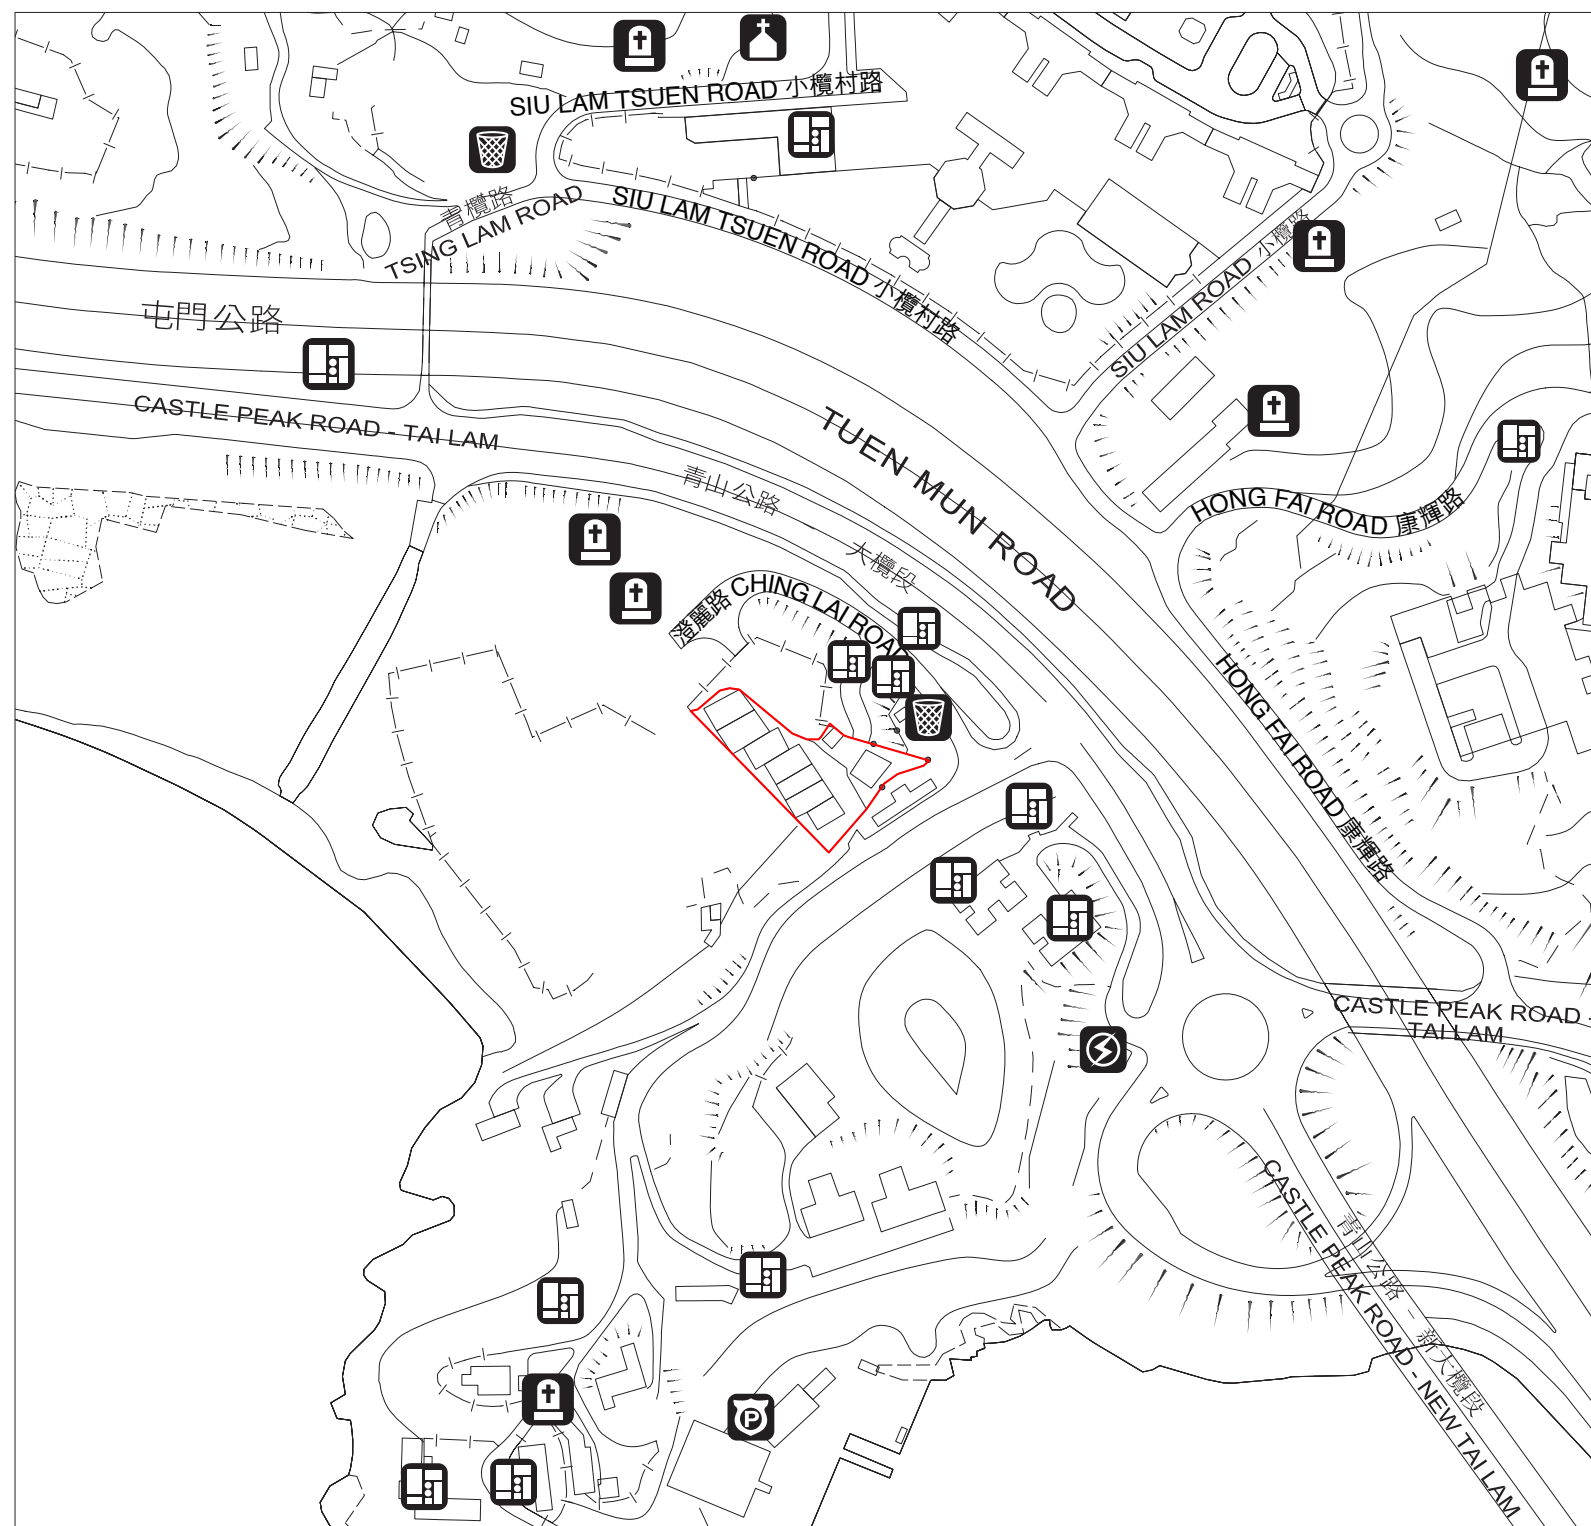 SIU LAM TSUEN ROAD 小欖村路
青欖路
TSING LAM ROAD
SIU LAM TSUEN ROAD 小欖村路
SIU LAM ROAD 小欖路
屯門公路
CASTLE PEAK ROAD - TAI LAM
TUEN MUN ROAD
青山公路
大欖段
HONG FAI ROAD 康輝路
澄麗路 CHING LAI ROAD
HONG FAI ROAD 康輝路
CASTLE PEAK ROAD -
TAI LAM
青山公路 - 新大欖段
CASTLE PEAK ROAD - NEW TAI LAM
P